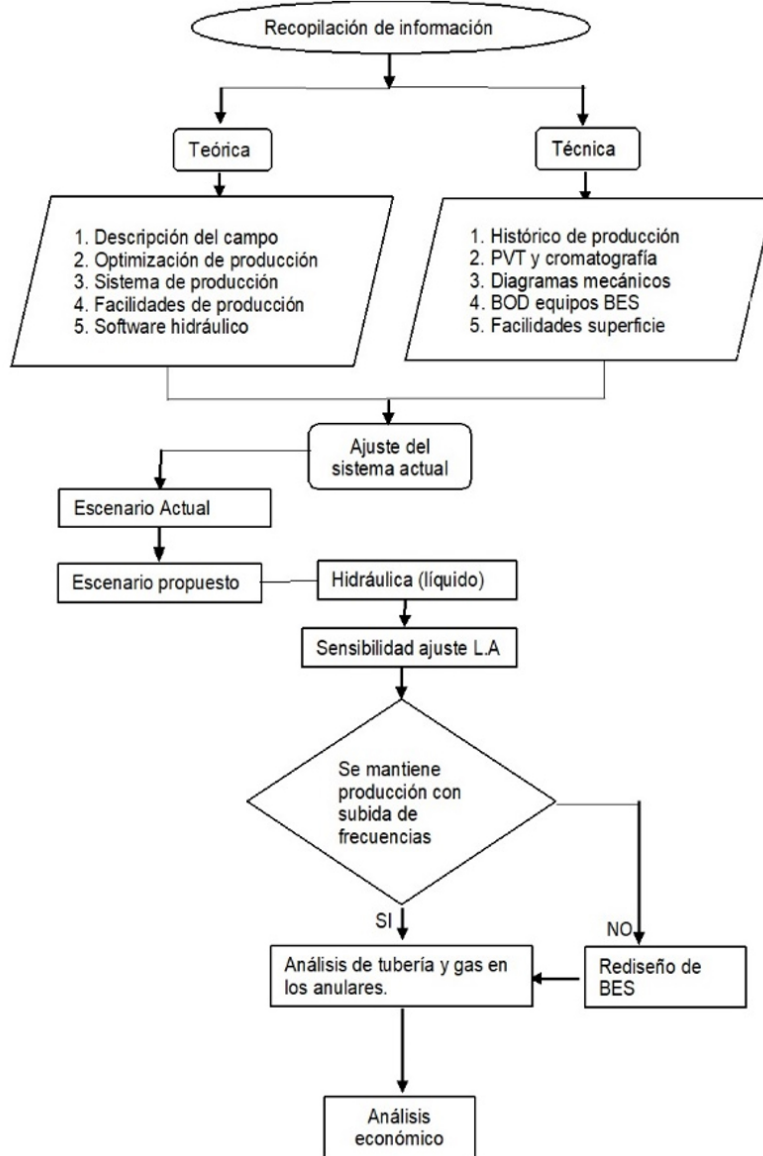 Recopilación de información
Teórica
Técnica
1. Descripción del campo
2. Optimización de producción
3. Sistema de producción
4. Facilidades de producción
5. Software hidráulico
1. Histórico de producción
2. PVT y cromatografía
3. Diagramas mecánicos
4. BOD equipos BES
5. Facilidades superficie
Ajuste del
sistema actual
Escenario Actual
Escenario propuesto
Hidráulica (líquido)
Sensibilidad ajuste L.A
Se mantiene
producción con
subida de
frecuencias
SI
NO
Análisis de tubería y gas en
los anulares.
Rediseño de
BES
Análisis
económico